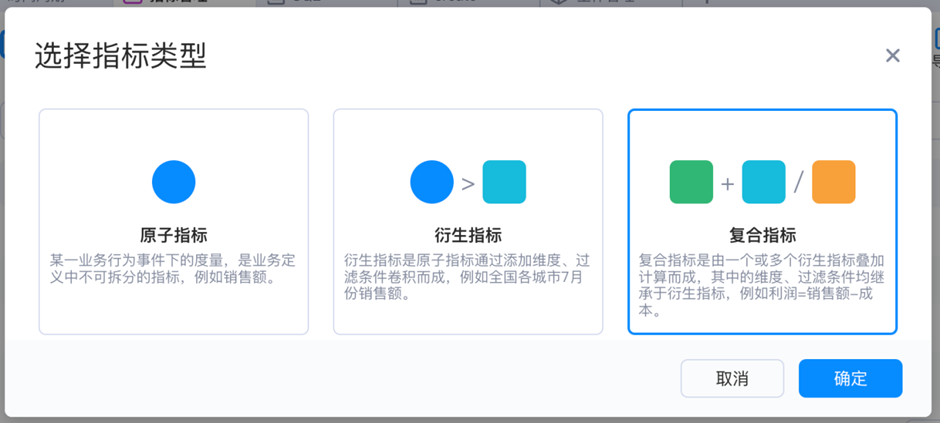 选择指标类型
原子指标
某一业务行为事件下的度量，是业务定
义中不可拆分的指标，例如销售额。
>
衍生指标
衍生指标是原子指标通过添加维度、过
滤条件卷积而成，例如全国各城市7月
份销售额。
+ /
复合指标
复合指标是由一个或多个衍生指标叠加
计算而成，其中的维度、过滤条件均继
承于衍生指标，例如利润=销售额-成
本。
取消
确定